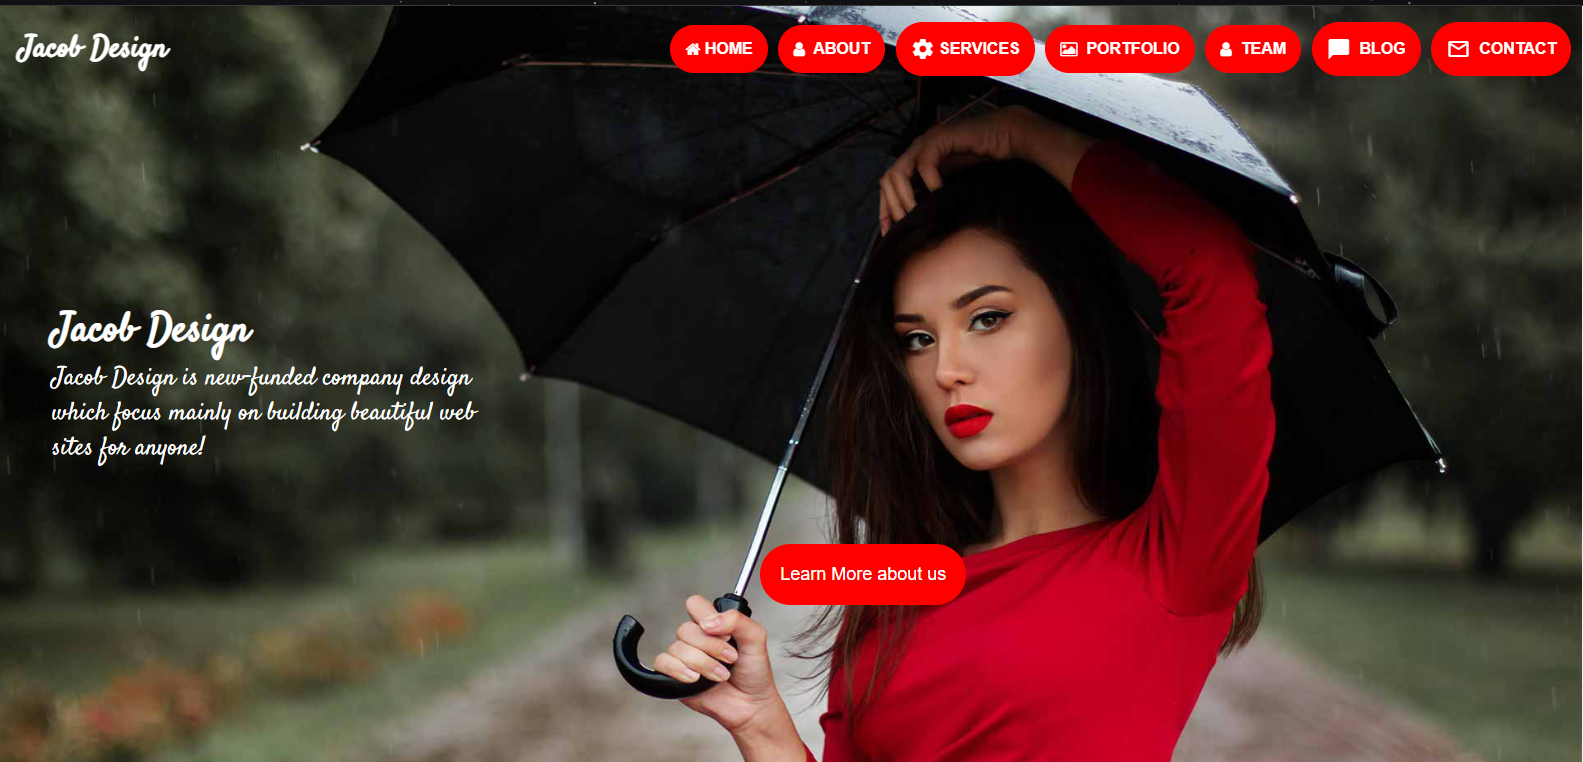 Jacob Design
HOME ABOUT SERVICES PORTFOLIO TEAM BLOG CONTACT
Jacob Design
Jacob Design is new-funded company design
which focus mainly on building beautiful web
sites for anyone!
Learn More about us